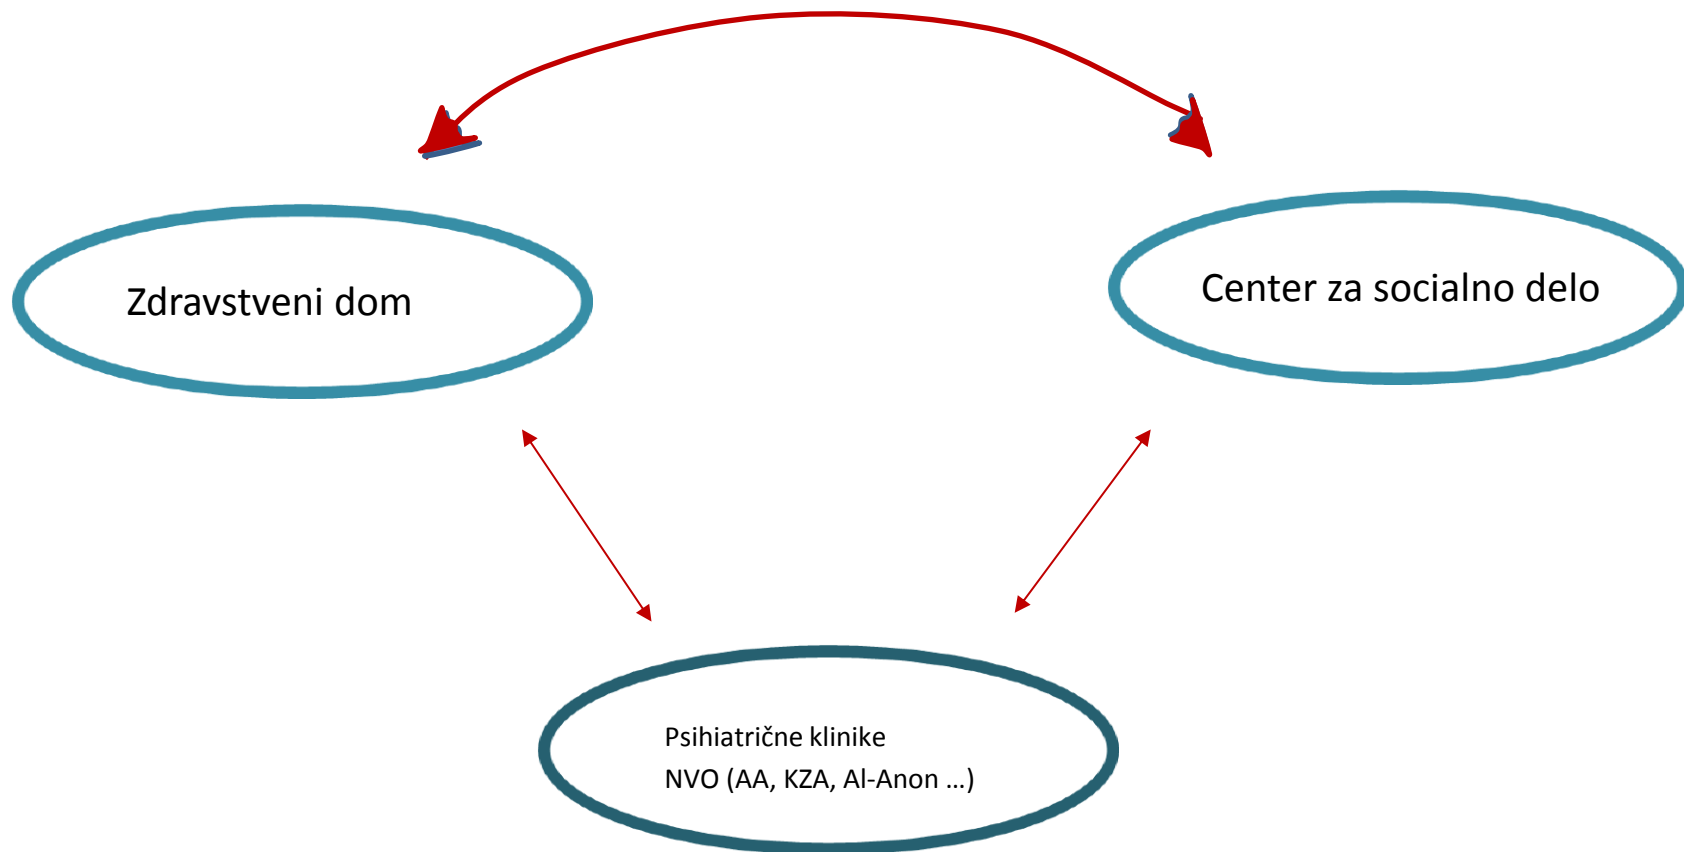 Zdravstveni dom
Center za socialno delo
Psihiatrične klinike
NVO (AA, KZA, Al-Anon …)